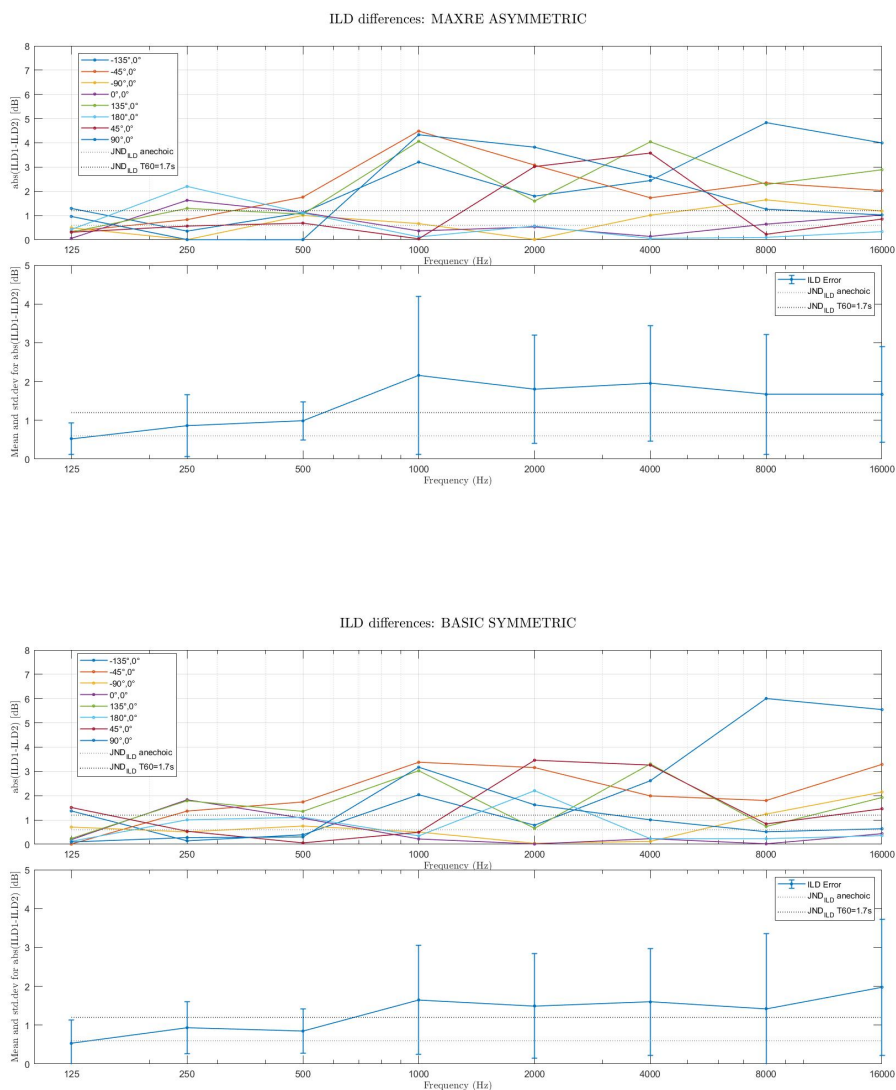 ILD differences: MAXRE ASYMMETRIC
abs(ILD1-ILD2) [dB]
8
7
6
5
4
3
2
1
0
-135°,0°
-45°,0°
-90°,0°
0°,0°
135°,0°
180°,0°
45°,0°
90°,0°
JND_ILD anechoic
JND_ILD T60=1.7s
125 250 500 1000 2000 4000 8000 16000
Frequency (Hz)
Mean and std.dev for abs(ILD1-ILD2) [dB]
5
4
3
2
1
0
ILD Error
JND_ILD anechoic
JND_ILD T60=1.7s
125 250 500 1000 2000 4000 8000 16000
Frequency (Hz)
ILD differences: BASIC SYMMETRIC
abs(ILD1-ILD2) [dB]
8
7
6
5
4
3
2
1
0
-135°,0°
-45°,0°
-90°,0°
0°,0°
135°,0°
180°,0°
45°,0°
90°,0°
JND_ILD anechoic
JND_ILD T60=1.7s
125 250 500 1000 2000 4000 8000 16000
Frequency (Hz)
Mean and std.dev for abs(ILD1-ILD2) [dB]
5
4
3
2
1
0
ILD Error
JND_ILD anechoic
JND_ILD T60=1.7s
125 250 500 1000 2000 4000 8000 16000
Frequency (Hz)